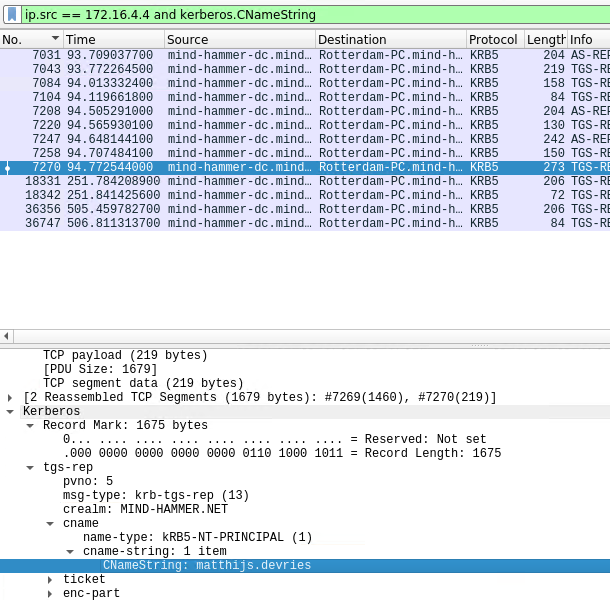 ip.src == 172.16.4.4 and kerberos.CNameString
No. Time Source Destination Protocol Length Info
7031 93.709037700 mind-hammer-dc.mind… Rotterdam-PC.mind-h… KRB5 204 AS-REP
7043 93.772264500 mind-hammer-dc.mind… Rotterdam-PC.mind-h… KRB5 219 TGS-RE
7084 94.013332400 mind-hammer-dc.mind… Rotterdam-PC.mind-h… KRB5 158 TGS-RE
7104 94.119661800 mind-hammer-dc.mind… Rotterdam-PC.mind-h… KRB5 84 TGS-RE
7208 94.505299400 mind-hammer-dc.mind… Rotterdam-PC.mind-h… KRB5 204 AS-REP
7220 94.565930100 mind-hammer-dc.mind… Rotterdam-PC.mind-h… KRB5 130 TGS-RE
7247 94.648144100 mind-hammer-dc.mind… Rotterdam-PC.mind-h… KRB5 242 AS-REP
7258 94.707484100 mind-hammer-dc.mind… Rotterdam-PC.mind-h… KRB5 150 TGS-RE
7270 94.772544000 mind-hammer-dc.mind… Rotterdam-PC.mind-h… KRB5 273 TGS-RE
18331 251.784208900 mind-hammer-dc.mind… Rotterdam-PC.mind-h… KRB5 206 TGS-RE
18342 251.841425600 mind-hammer-dc.mind… Rotterdam-PC.mind-h… KRB5 72 TGS-RE
36356 505.459782700 mind-hammer-dc.mind… Rotterdam-PC.mind-h… KRB5 206 TGS-RE
36747 506.811313700 mind-hammer-dc.mind… Rotterdam-PC.mind-h… KRB5 84 TGS-RE
TCP payload (219 bytes)
[PDU Size: 1679]
TCP segment data (219 bytes)
[2 Reassembled TCP Segments (1679 bytes): #7269(1460), #7270(219)]
Kerberos
Record Mark: 1675 bytes
0... .... .... .... .... .... .... .... = Reserved: Not set
.000 0000 0000 0000 0000 0110 1000 1011 = Record Length: 1675
tgs-rep
pvno: 5
msg-type: krb-tgs-rep (13)
crealm: MIND-HAMMER.NET
cname
name-type: kRB5-NT-PRINCIPAL (1)
cname-string: 1 item
CNameString: matthijs.devries
ticket
enc-part